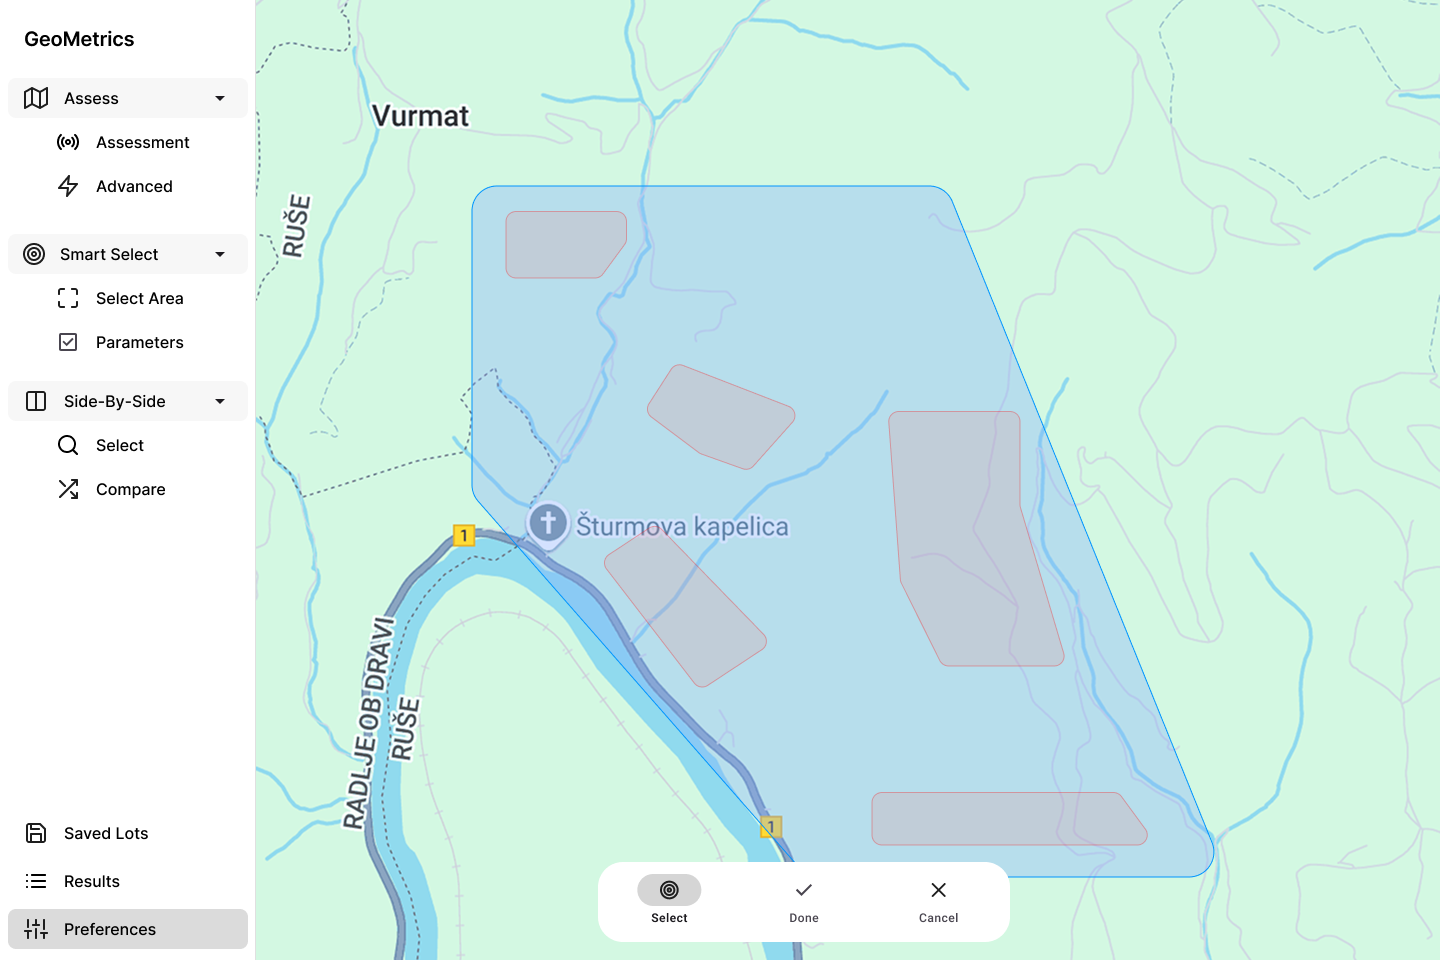 GeoMetrics
Assess
Assessment
Advanced
Smart Select
Select Area
Parameters
Side-By-Side
Select
Compare
Saved Lots
Results
Preferences
Vurmat
RUŠE
1
Šturmova kapelica
RADLJE OB DRAVI
RUŠE
1
Select
Done
Cancel